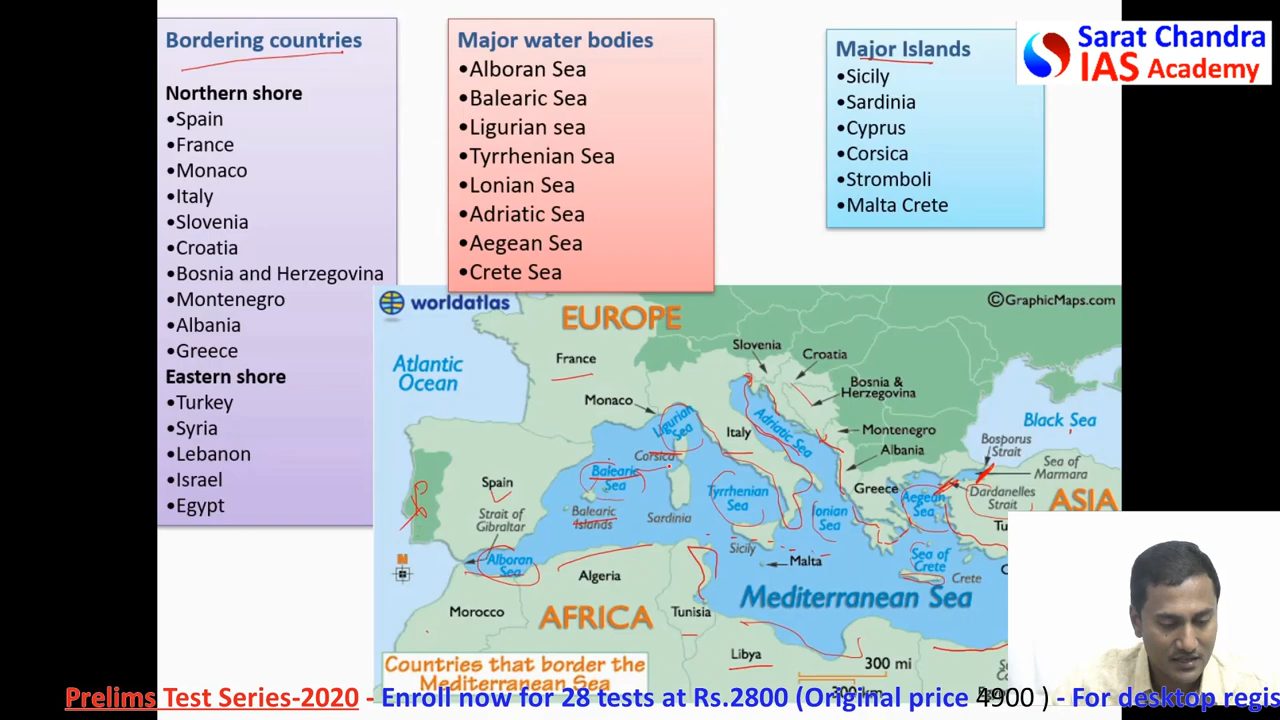 Bordering countries
Northern shore
•Spain
•France
•Monaco
•Italy
•Slovenia
•Croatia
•Bosnia and Herzegovina
•Montenegro
•Albania
•Greece
Eastern shore
•Turkey
•Syria
•Lebanon
•Israel
•Egypt
Major water bodies
•Alboran Sea
•Balearic Sea
•Ligurian sea
•Tyrrhenian Sea
•Lonian Sea
•Adriatic Sea
•Aegean Sea
•Crete Sea
Major Islands
•Sicily
•Sardinia
•Cyprus
•Corsica
•Stromboli
•Malta Crete
Sarat Chandra
IAS Academy
worldatlas
©GraphicMaps.com
EUROPE
Atlantic
Ocean
France
Slovenia
Croatia
Bosnia &
Herzegovina
Monaco
Ligurian
Sea
Italy
Adriatic Sea
Montenegro
Albania
Black Sea
Bosporus
Strait
Sea of
Marmara
Corsica
Balearic
Sea
Spain
Tyrrhenian
Sea
Greece
Aegean
Sea
Dardanelles
Strait
ASIA
Strait of
Gibraltar
Balearic
Islands
Sardinia
Ionian
Sea
Tu
Alboran
Sea
Sicily
Malta
Sea of
Crete
Crete
C
N
Algeria
Mediterranean Sea
Morocco
AFRICA
Tunisia
Libya
300 mi
300 km
Countries that border the
Mediterranean Sea
Prelims Test Series-2020 - Enroll now for 28 tests at Rs.2800 (Original price 4900 ) - For desktop regis